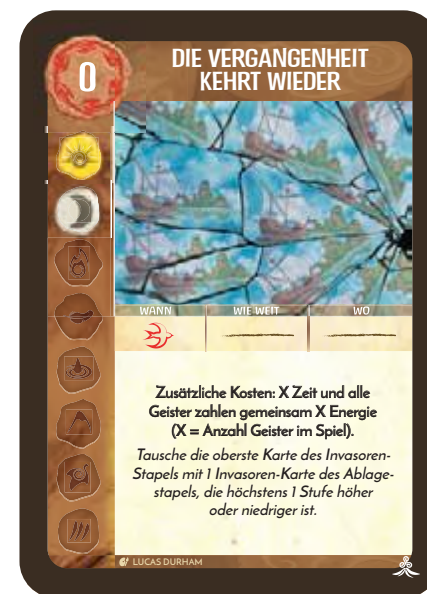 0
DIE VERGANGENHEIT
KEHRT WIEDER
WANN WIE WEIT WO
Zusätzliche Kosten: X Zeit und alle
Geister zahlen gemeinsam X Energie
(X = Anzahl Geister im Spiel).
Tausche die oberste Karte des Invasoren-
Stapels mit 1 Invasoren-Karte des Ablage-
stapels, die höchstens 1 Stufe höher
oder niedriger ist.
LUCAS DURHAM